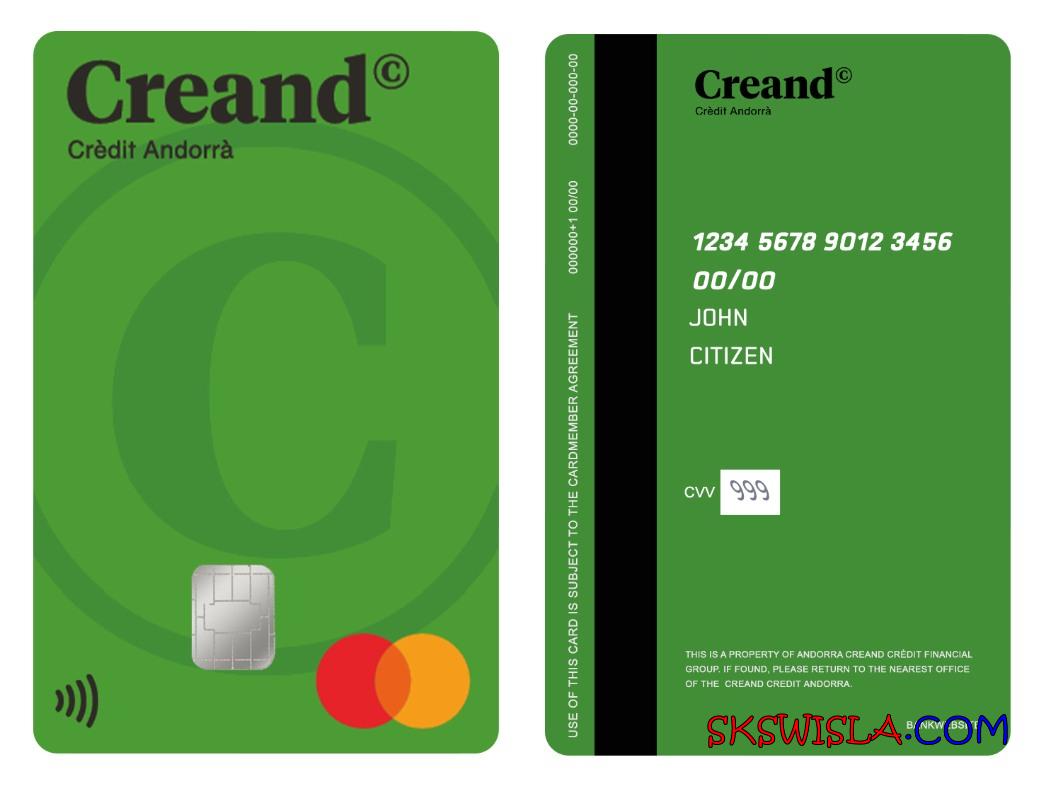 Creand©
Crèdit Andorrà
Creand©
Crèdit Andorrà
0000-00-000-00
000000+1 00/00
USE OF THIS CARD IS SUBJECT TO THE CARDMEMBER AGREEMENT
1234 5678 9012 3456
00/00
JOHN
CITIZEN
CVV 999
THIS IS A PROPERTY OF ANDORRA CREAND CRÈDIT FINANCIAL
GROUP. IF FOUND, PLEASE RETURN TO THE NEAREST OFFICE
OF THE CREAND CREDIT ANDORRA.
BANKWEBSITE
SKSWISLA.COM